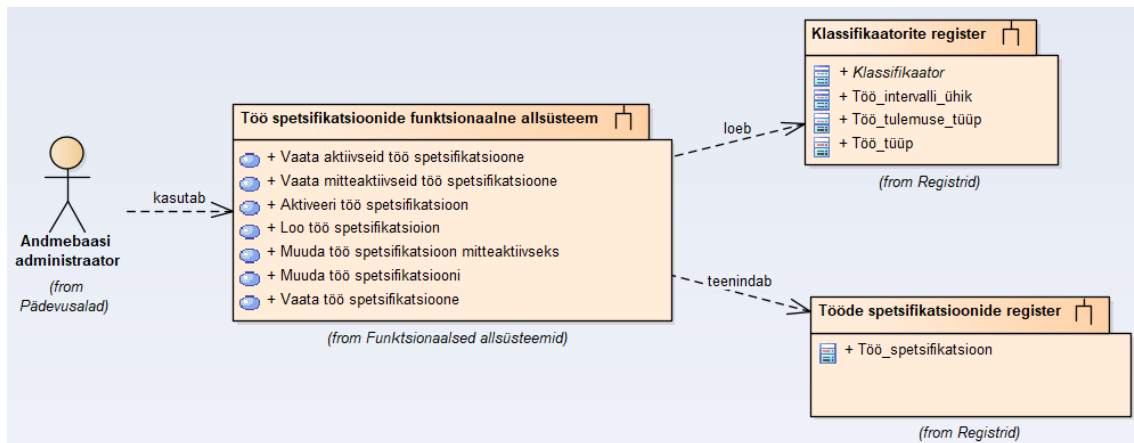 Klassifikaatorite register
+ Klassifikaator
+ Töö_intervalli_ühik
+ Töö_tulemuse_tüüp
+ Töö_tüüp
(from Registrid)
loeb
Töö spetsifikatsioonide funktsionaalne allsüsteem
+ Vaata aktiivseid töö spetsifikatsioone
+ Vaata mitteaktiivseid töö spetsifikatsioone
+ Aktiveeri töö spetsifikatsioon
+ Loo töö spetsifikatsioion
+ Muuda töö spetsifikatsioon mitteaktiivseks
+ Muuda töö spetsifikatsiooni
+ Vaata töö spetsifikatsioone
(from Funktsionaalsed allsüsteemid)
kasutab
Andmebaasi
administraator
(from
Pädevusalad)
teenindab
Tööde spetsifikatsioonide register
+ Töö_spetsifikatsioon
(from Registrid)